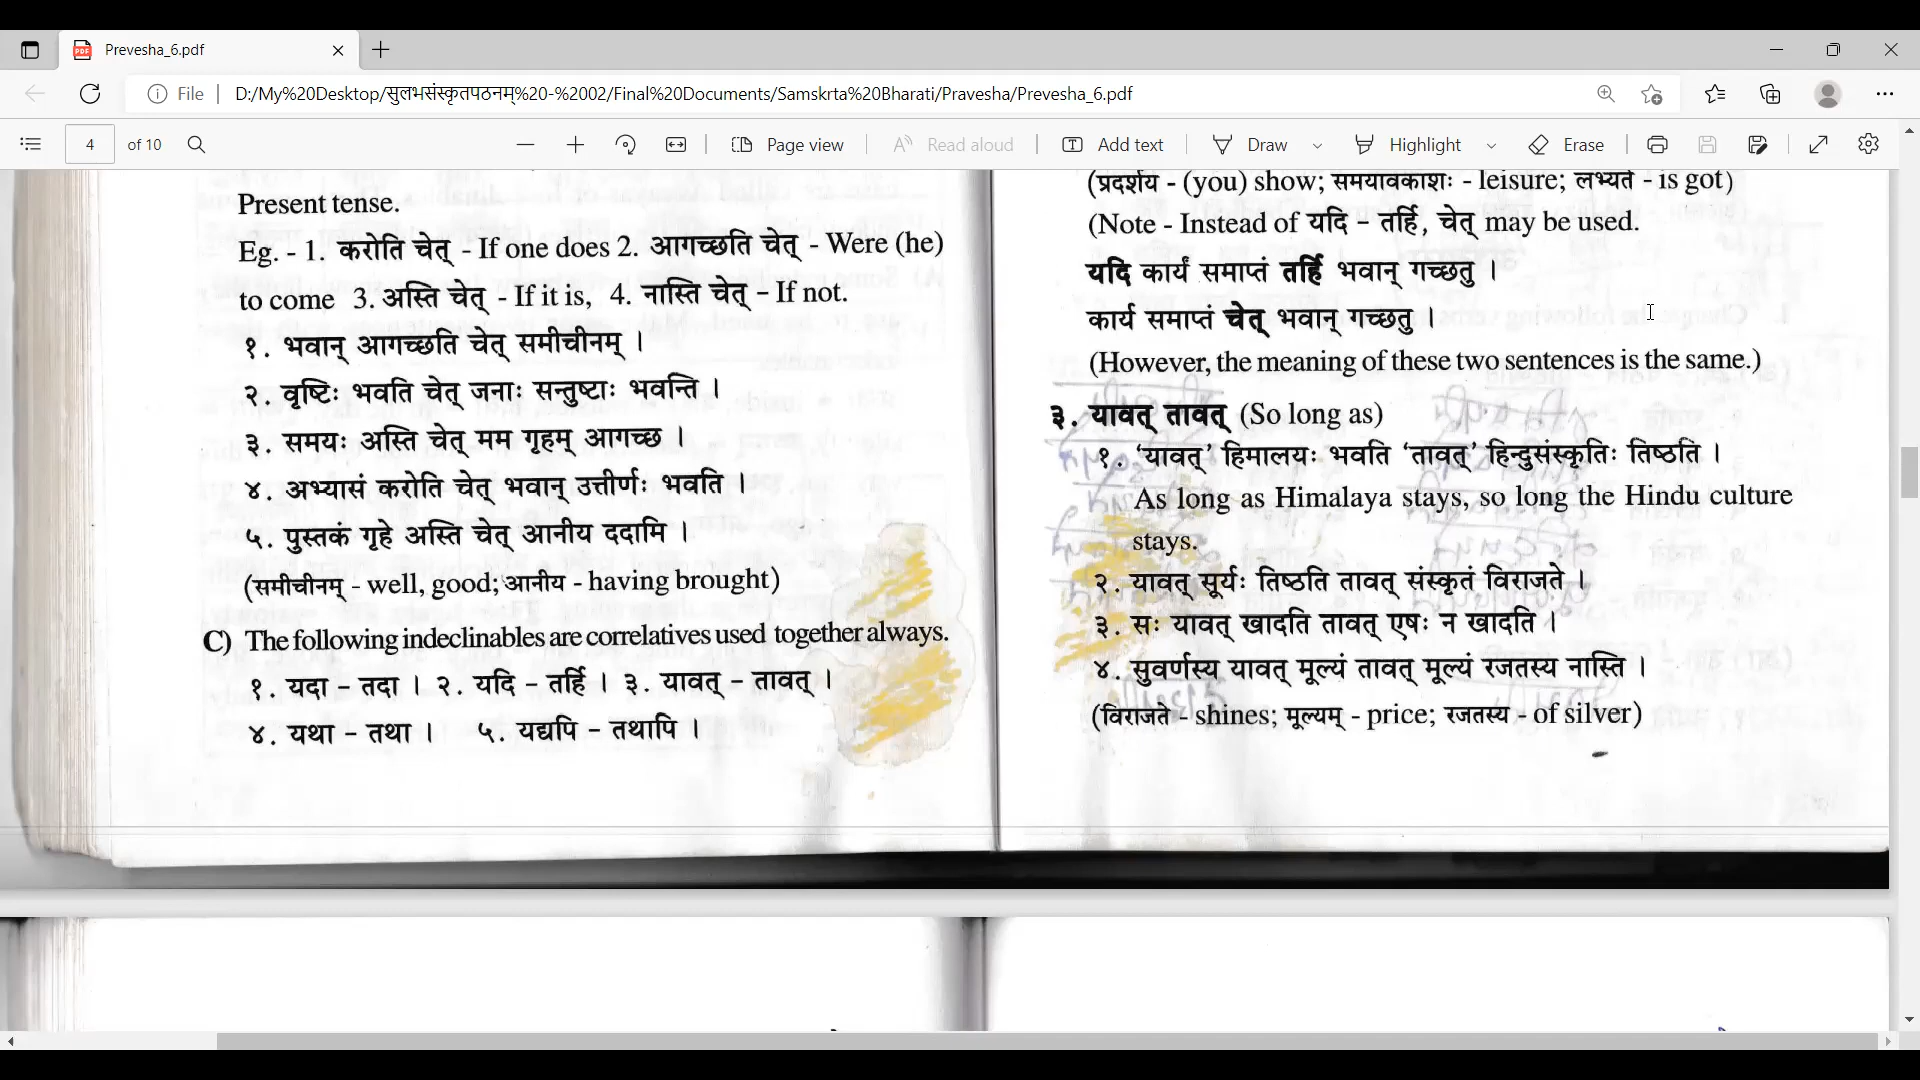 Prevesha_6.pdf
File
D:/My%20Desktop/सुलभसंस्कृतपठनम्%20-%2002/Final%20Documents/Samskrta%20Bharati/Pravesha/Prevesha_6.pdf
4 of 10
Page view
Read aloud
Add text
Draw
Highlight
Erase
Present tense.
Eg. - 1. करोति चेत् - If one does 2. आगच्छति चेत् - Were (he)
to come 3. अस्ति चेत् - If it is, 4. नास्ति चेत् - If not.
१. भवान् आगच्छति चेत् समीचीनम् ।
२. वृष्टिः भवति चेत् जनाः सन्तुष्टाः भवन्ति ।
३. समयः अस्ति चेत् मम गृहम् आगच्छ ।
४. अभ्यासं करोति चेत् भवान् उत्तीर्णः भवति ।
५. पुस्तकं गृहे अस्ति चेत् आनीय ददामि ।
(समीचीनम् - well, good; आनीय - having brought)
C) The following indeclinables are correlatives used together always.
१. यदा - तदा । २. यदि - तर्हि । ३. यावत् - तावत् ।
४. यथा - तथा । ५. यद्यपि - तथापि ।
(प्रदर्शय - (you) show; समयावकाशः - leisure; लभ्यते - is got)
(Note - Instead of यदि - तर्हि, चेत् may be used.
यदि कार्यं समाप्तं तर्हि भवान् गच्छतु ।
कार्य समाप्तं चेत् भवान् गच्छतु ।
(However, the meaning of these two sentences is the same.)
३. यावत् तावत् (So long as)
१. ‘यावत्’ हिमालयः भवति ‘तावत्’ हिन्दुसंस्कृतिः तिष्ठति ।
As long as Himalaya stays, so long the Hindu culture
stays.
२. यावत् सूर्यः तिष्ठति तावत् संस्कृतं विराजते ।
३. सः यावत् खादति तावत् एषः न खादति ।
४. सुवर्णस्य यावत् मूल्यं तावत् मूल्यं रजतस्य नास्ति ।
(विराजते - shines; मूल्यम् - price; रजतस्य - of silver)